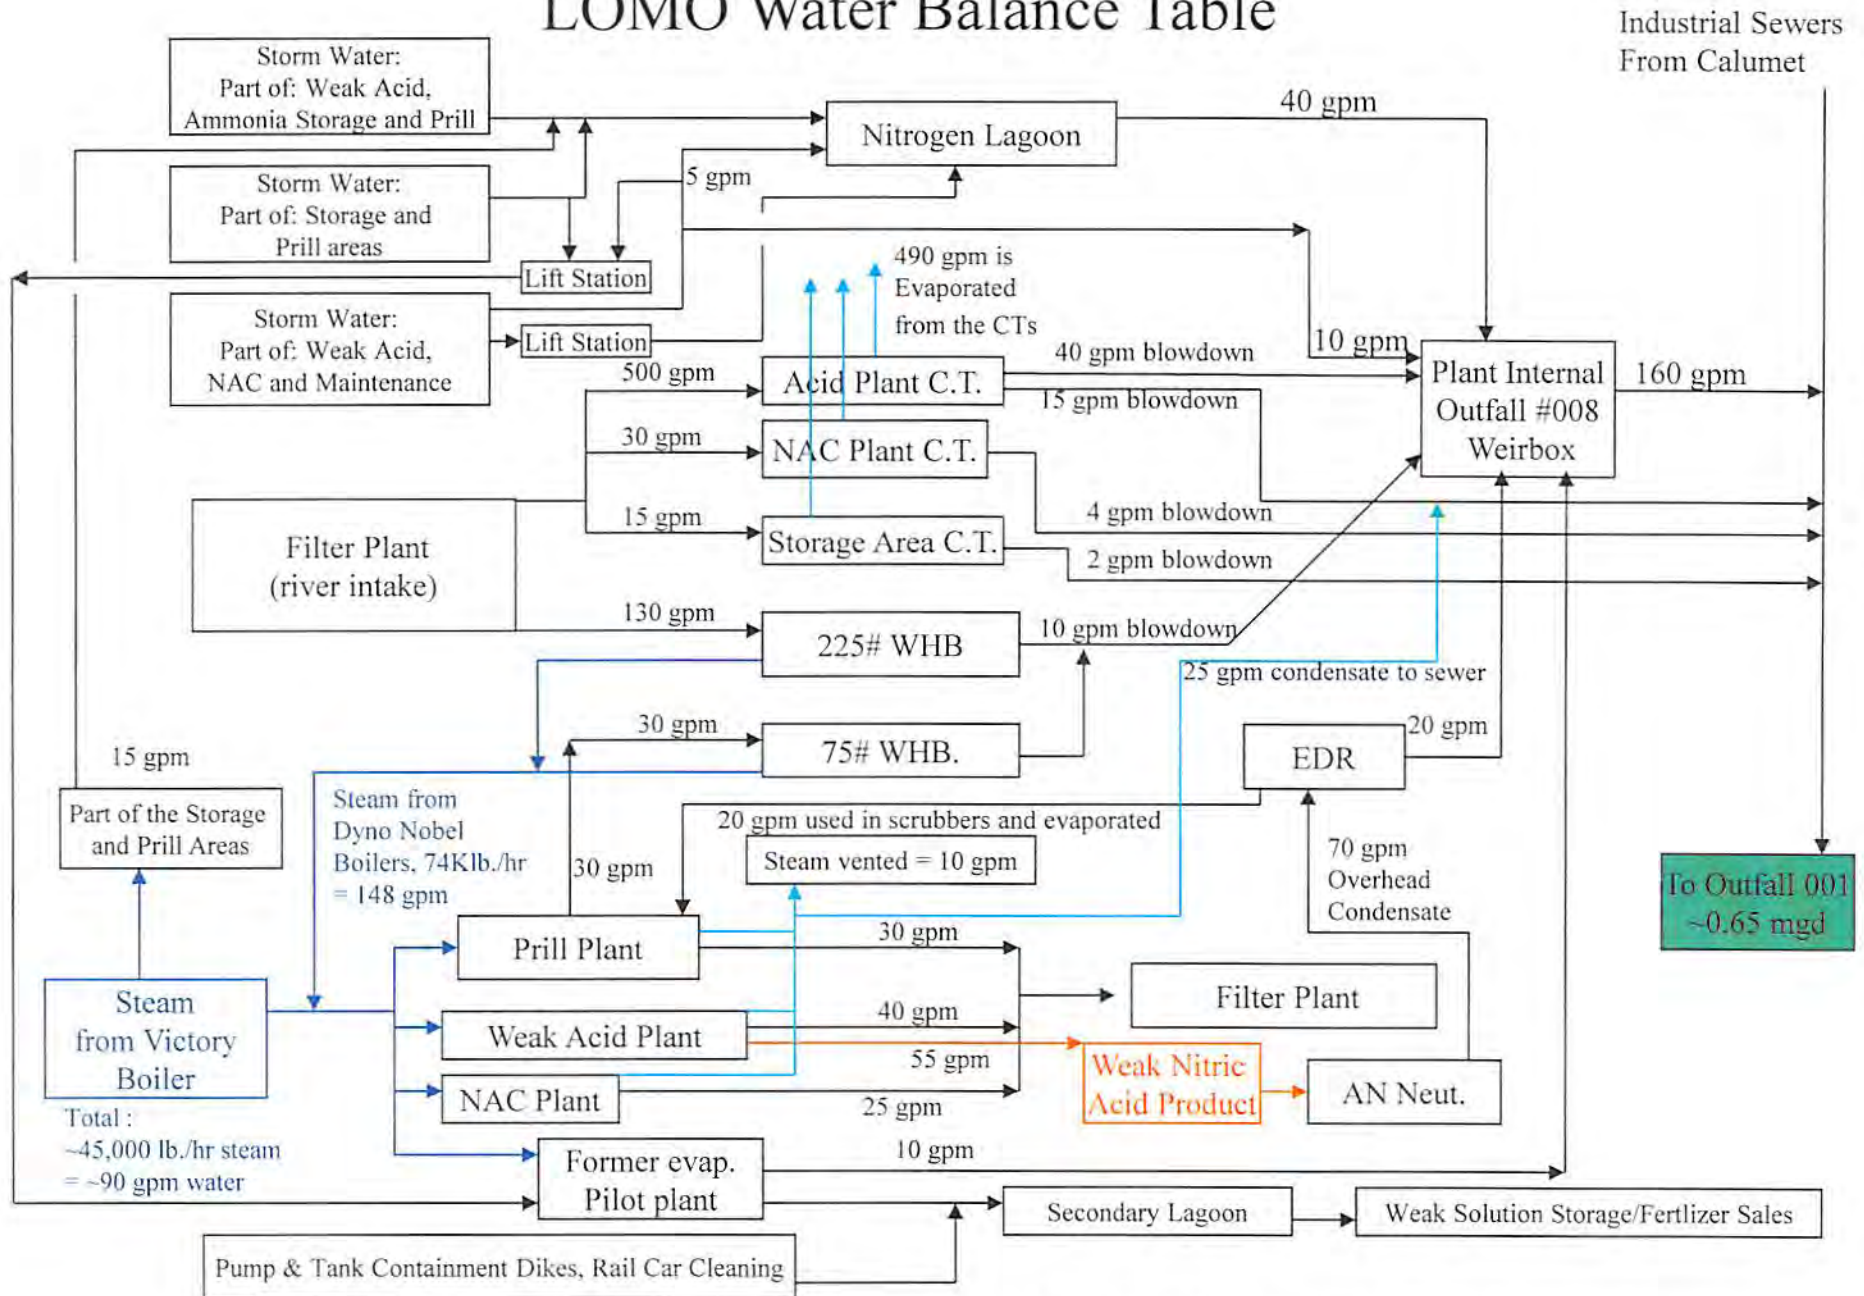 LOMO Water Balance Table
Industrial Sewers
From Calumet
Storm Water:
Part of: Weak Acid,
Ammonia Storage and Prill
40 gpm
Nitrogen Lagoon
Storm Water:
Part of: Storage and
Prill areas
5 gpm
Lift Station
490 gpm is
Evaporated
from the CTs
Storm Water:
Part of: Weak Acid,
NAC and Maintenance
Lift Station
500 gpm
Acid Plant C.T.
40 gpm blowdown
15 gpm blowdown
10 gpm
Plant Internal
Outfall #008
Weirbox
160 gpm
30 gpm
NAC Plant C.T.
4 gpm blowdown
Filter Plant
(river intake)
15 gpm
Storage Area C.T.
2 gpm blowdown
130 gpm
225# WHB
10 gpm blowdown
25 gpm condensate to sewer
30 gpm
75# WHB.
EDR
20 gpm
15 gpm
Part of the Storage
and Prill Areas
Steam from
Dyno Nobel
Boilers, 74Klb./hr
= 148 gpm
30 gpm
20 gpm used in scrubbers and evaporated
Steam vented = 10 gpm
70 gpm
Overhead
Condensate
To Outfall 001
~0.65 mgd
Prill Plant
30 gpm
Filter Plant
Steam
from Victory
Boiler
Weak Acid Plant
40 gpm
55 gpm
Weak Nitric
Acid Product
AN Neut.
NAC Plant
25 gpm
Total :
~45,000 lb./hr steam
= ~90 gpm water
Former evap.
Pilot plant
10 gpm
Secondary Lagoon
Weak Solution Storage/Fertlizer Sales
Pump & Tank Containment Dikes, Rail Car Cleaning